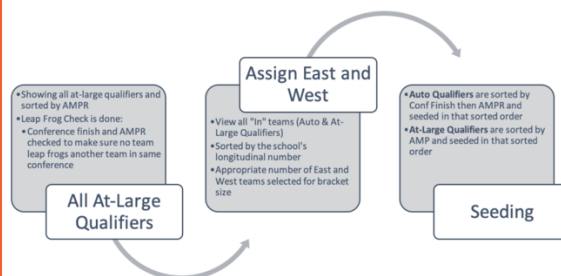 •Showing all at-large qualifiers and
sorted by AMPR
•Leap Frog Check is done:
•Conference finish and AMPR
checked to make sure no team
leap frogs another team in same
conference
All At-Large
Qualifiers
Assign East and
West
•View all "In" teams (Auto & At-
Large Qualifiers)
•Sorted by the school's
longitudinal number
•Appropriate number of East and
West teams selected for bracket
size
•Auto Qualifiers are sorted by
Conf Finish then AMPR and
seeded in that sorted order
•At-Large Qualifiers are sorted by
AMP and seeded in that sorted
order
Seeding